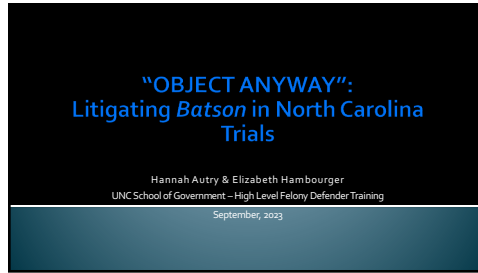 “OBJECT ANYWAY”:
Litigating Batson in North Carolina
Trials
Hannah Autry & Elizabeth Hambourger
UNC School of Government – High Level Felony Defender Training
September, 2023